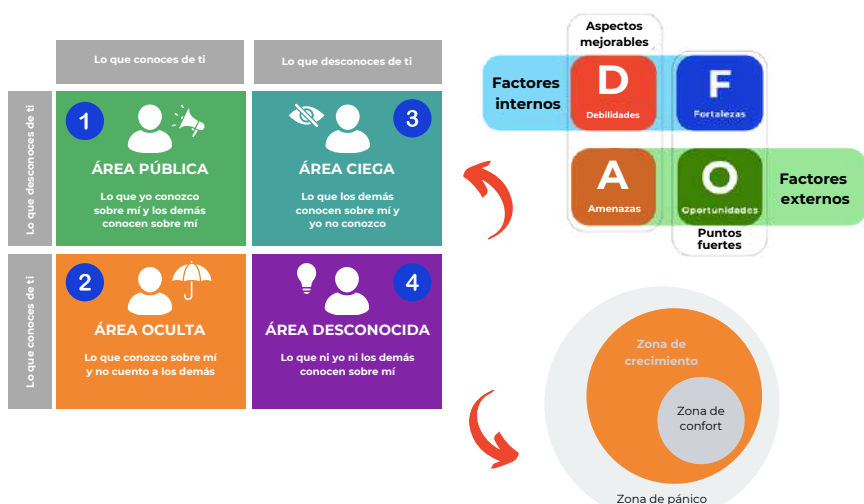 Lo que conoces de ti
Lo que desconoces de ti
Lo que desconoces de ti
1
ÁREA PÚBLICA
Lo que yo conozco
sobre mí y los demás
conocen sobre mí
3
ÁREA CIEGA
Lo que los demás
conocen sobre mí y
yo no conozco
Lo que conoces de ti
2
ÁREA OCULTA
Lo que conozco sobre mí
y no cuento a los demás
4
ÁREA DESCONOCIDA
Lo que ni yo ni los demás
conocen sobre mí
Aspectos
mejorables
Factores
internos
D
Debilidades
F
Fortalezas
A
Amenazas
O
Oportunidades
Factores
externos
Puntos
fuertes
Zona de
crecimiento
Zona de
confort
Zona de pánico